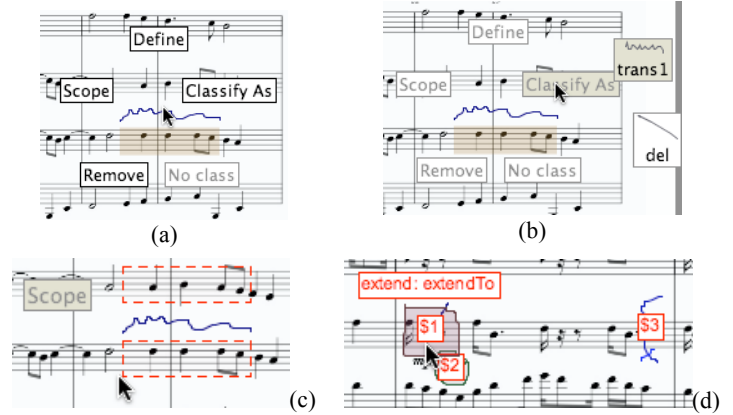 Define
Scope
Classify As
Remove
No class
(a)
Define
trans1
Scope
Classify As
del
Remove
No class
(b)
Scope
(c)
extend: extendTo
$1
$2
$3
(d)